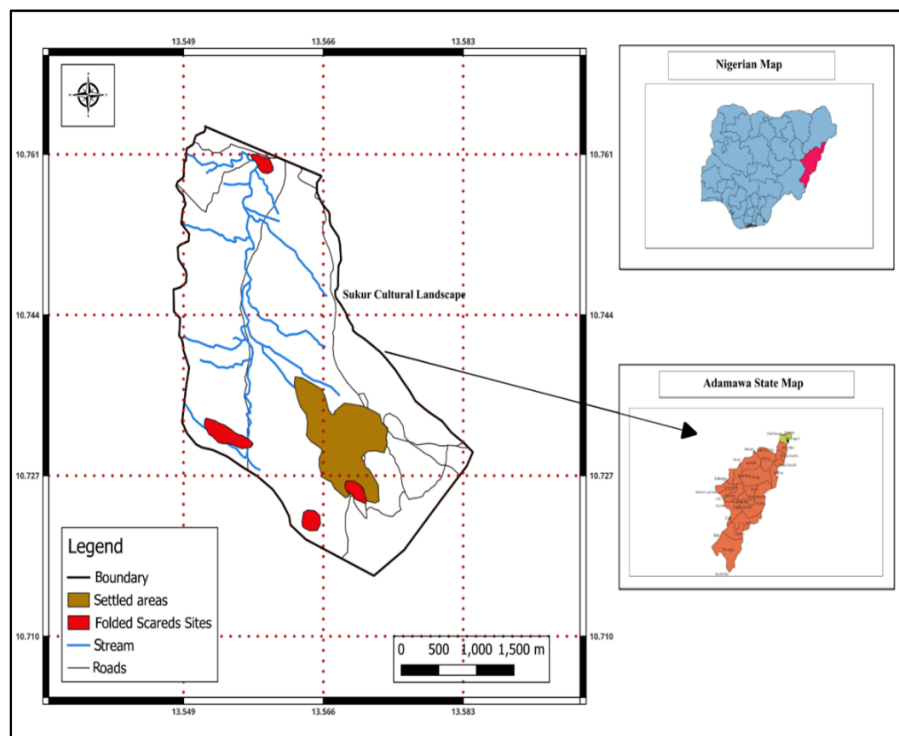 13.549 13.566 13.583
10.761 10.761
10.744 10.744
10.727 10.727
10.710 10.710
13.549 13.566 13.583
Sukur Cultural Landscape
Legend
Boundary
Settled areas
Folded Scareds Sites
Stream
Roads
0 500 1,000 1,500 m
Nigerian Map
Adamawa State Map